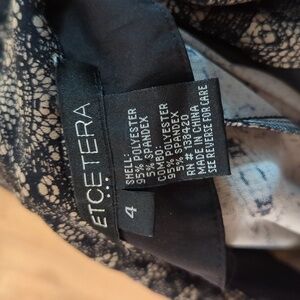 ETCETERA
...
4
SHELL:
95% POLYESTER
5% SPANDEX
COMBO:
95% POLYESTER
5% SPANDEX
RN# 138420
MADE IN CHINA
SEE REVERSE FOR CARE